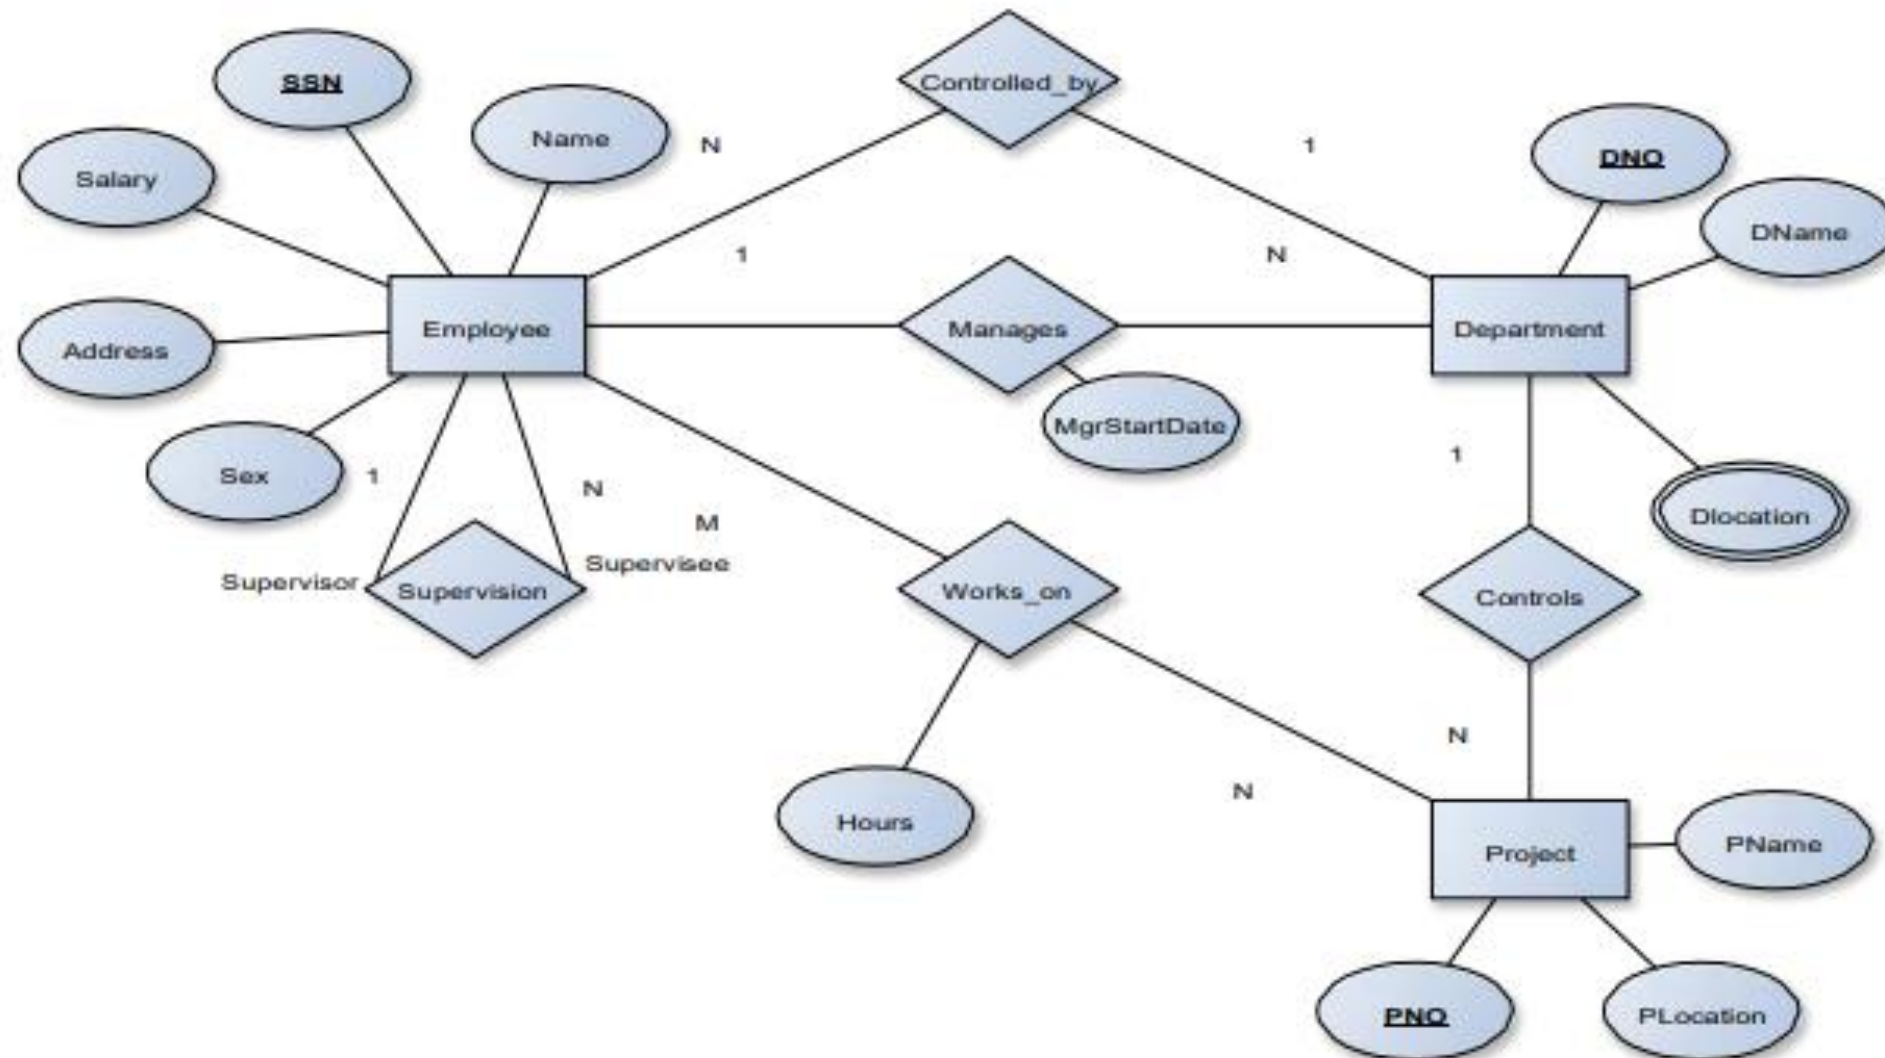 Controlled_by
SSN
Name
N
1
DNO
Salary
DName
1
N
Employee
Manages
Department
Address
MgrStartDate
Sex
1
N
1
M
Dlocation
Supervisor
Supervision
Supervisee
Works_on
Controls
N
N
Hours
Project
PName
PNO
PLocation